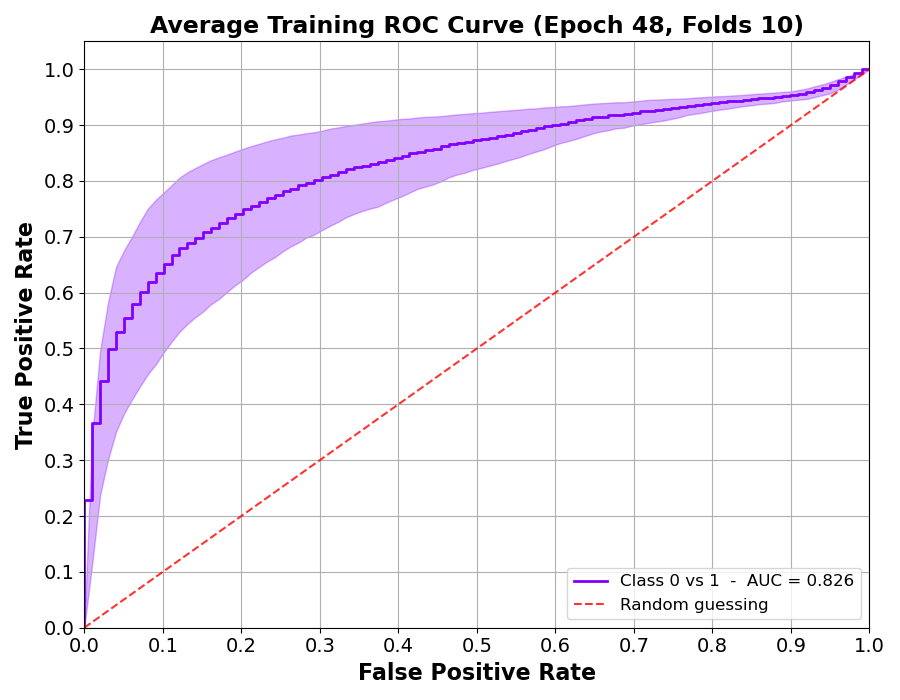 Average Training ROC Curve (Epoch 48, Folds 10)
True Positive Rate
1.0
0.9
0.8
0.7
0.6
0.5
0.4
0.3
0.2
0.1
0.0
Class 0 vs 1 - AUC = 0.826
Random guessing
0.0 0.1 0.2 0.3 0.4 0.5 0.6 0.7 0.8 0.9 1.0
False Positive Rate